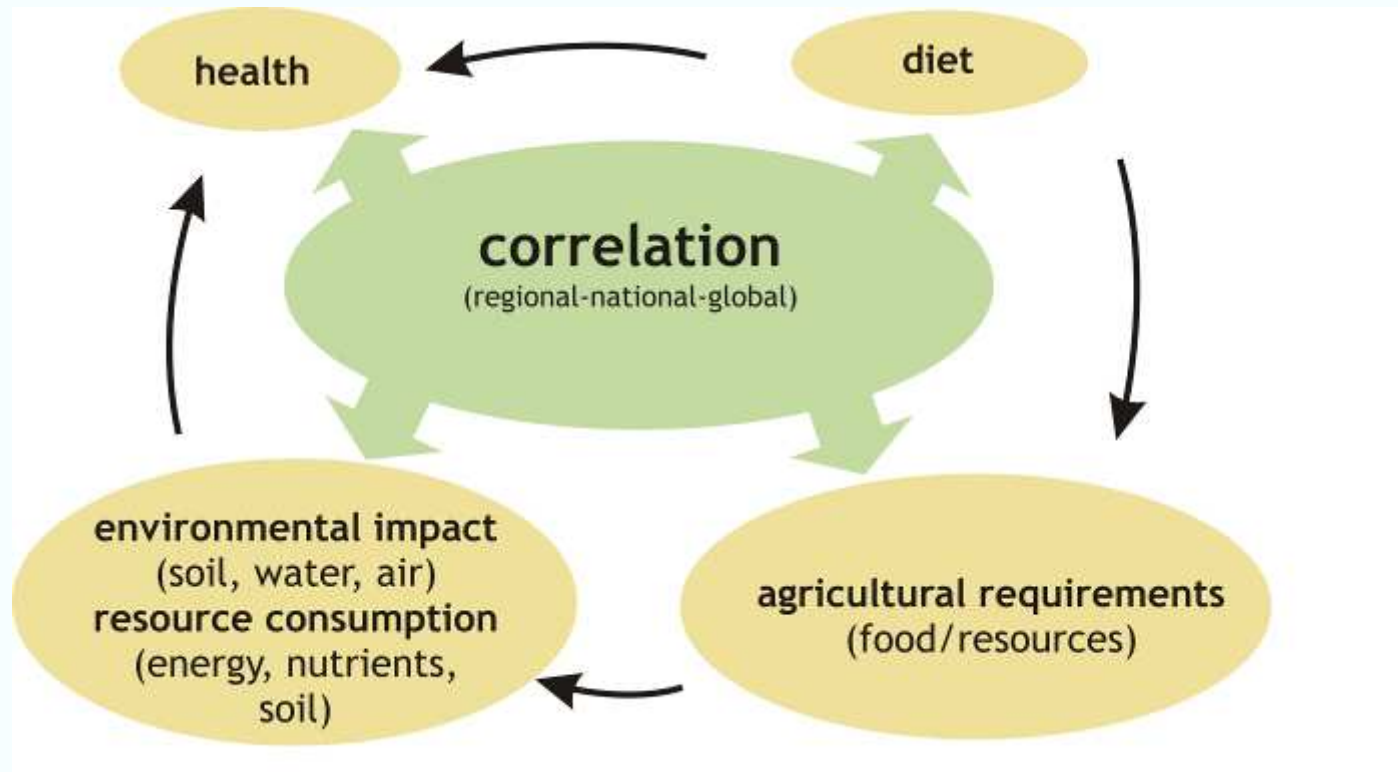 health
diet
correlation
(regional-national-global)
environmental impact
(soil, water, air)
resource consumption
(energy, nutrients,
soil)
agricultural requirements
(food/resources)